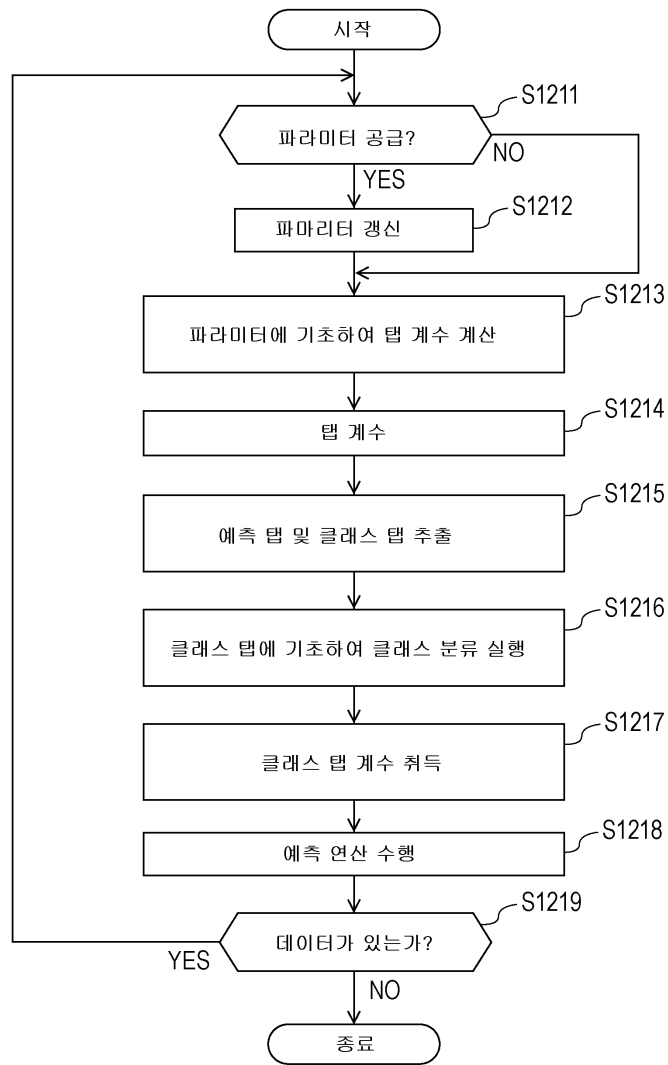 시작
S1211
파라미터 공급?
NO
YES
S1212
파마리터 갱신
S1213
파라미터에 기초하여 탭 계수 계산
S1214
탭 계수
S1215
예측 탭 및 클래스 탭 추출
S1216
클래스 탭에 기초하여 클래스 분류 실행
S1217
클래스 탭 계수 취득
S1218
예측 연산 수행
S1219
데이터가 있는가?
YES
NO
종료